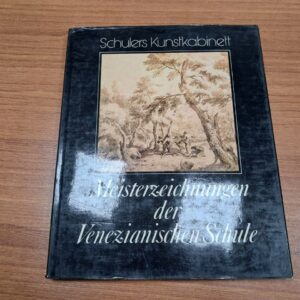 Schulers Kunstkabinett
Meisterzeichnungen
der
Venezianischen Schule